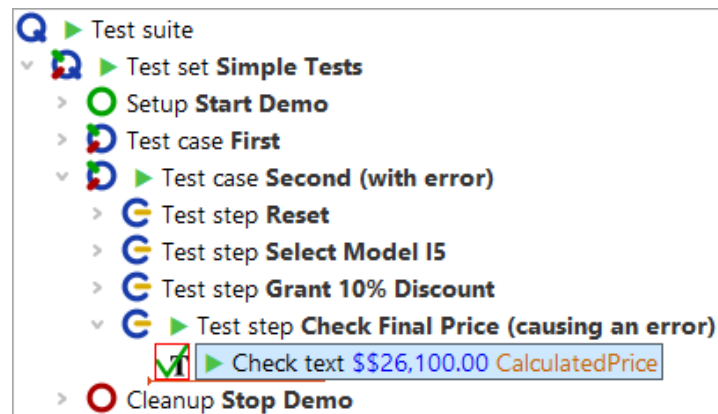 Test suite
Test set Simple Tests
Setup Start Demo
Test case First
Test case Second (with error)
Test step Reset
Test step Select Model I5
Test step Grant 10% Discount
Test step Check Final Price (causing an error)
Check text $$26,100.00 CalculatedPrice
Cleanup Stop Demo